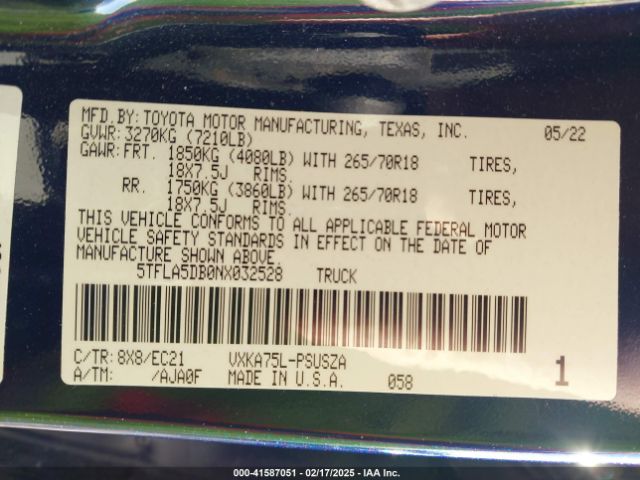 MFD.BY: TOYOTA MOTOR MANUFACTURING, TEXAS, INC. 05/22
GVWR: 3270KG (7210LB)
GAWR: FRT. 1850KG (4080LB) WITH 265/70R18 TIRES,
18X7.5J RIMS.
RR. 1750KG (3860LB) WITH 265/70R18 TIRES,
18X7.5J RIMS.
THIS VEHICLE CONFORMS TO ALL APPLICABLE FEDERAL MOTOR
VEHICLE SAFETY STANDARDS IN EFFECT ON THE DATE OF
MANUFACTURE SHOWN ABOVE.
5TFLA5DB0NX032528 TRUCK
C/TR: 8X8/EC21 VXKA75L-PSUSZA
A/TM: /AJA0F MADE IN U.S.A. 058 1
000-41587051 - 02/17/2025 - IAA Inc.